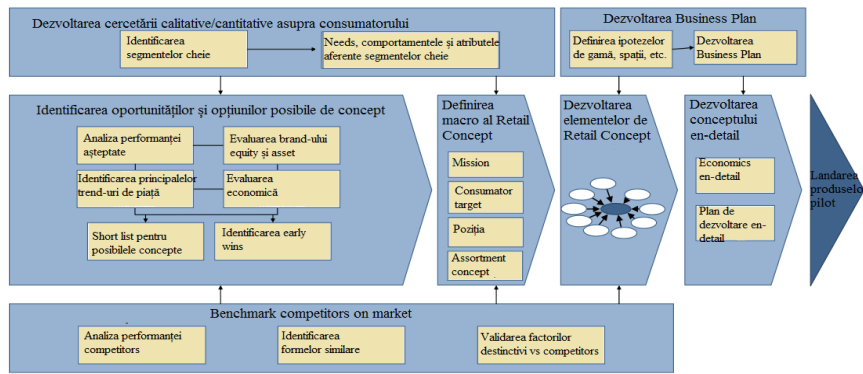 Dezvoltarea cercetării calitative/cantitative asupra consumatorului
Identificarea
segmentelor cheie
Needs, comportamentele și atributele
aferente segmentelor cheie
Dezvoltarea Business Plan
Definirea ipotezelor
de gamă, spații, etc.
Dezvoltarea
Business Plan
Identificarea oportunităților și opțiunilor posibile de concept
Analiza performanței
așteptate
Evaluarea brand-ului
equity și asset
Identificarea principalelor
trend-uri de piață
Evaluarea
economică
Short list pentru
posibilele concepte
Identificarea early
wins
Definirea
macro al Retail
Concept
Mission
Consumator
target
Poziția
Assortment
concept
Dezvoltarea
elementelor de
Retail Concept
Dezvoltarea
conceptului
en-detail
Economics
en-detail
Plan de
dezvoltare en-
detail
Landarea
produselor
pilot
Benchmark competitors on market
Analiza performanței
competitors
Identificarea
formelor similare
Validarea factorilor
destinctivi vs competitors